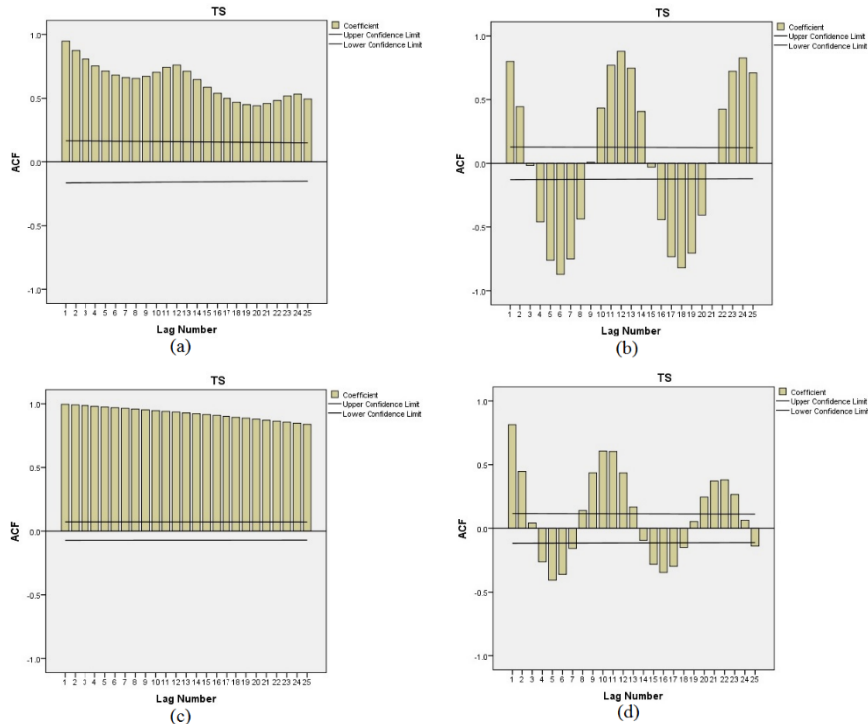 TS
Coefficient
Upper Confidence Limit
Lower Confidence Limit
1.0
0.5
0.0
-0.5
-1.0
ACF
1 2 3 4 5 6 7 8 9 10 11 12 13 14 15 16 17 18 19 20 21 22 23 24 25
Lag Number
(a)
TS
Coefficient
Upper Confidence Limit
Lower Confidence Limit
1.0
0.5
0.0
-0.5
-1.0
ACF
1 2 3 4 5 6 7 8 9 10 11 12 13 14 15 16 17 18 19 20 21 22 23 24 25
Lag Number
(b)
TS
Coefficient
Upper Confidence Limit
Lower Confidence Limit
1.0
0.5
0.0
-0.5
-1.0
ACF
1 2 3 4 5 6 7 8 9 10 11 12 13 14 15 16 17 18 19 20 21 22 23 24 25
Lag Number
(c)
TS
Coefficient
Upper Confidence Limit
Lower Confidence Limit
1.0
0.5
0.0
-0.5
-1.0
ACF
1 2 3 4 5 6 7 8 9 10 11 12 13 14 15 16 17 18 19 20 21 22 23 24 25
Lag Number
(d)